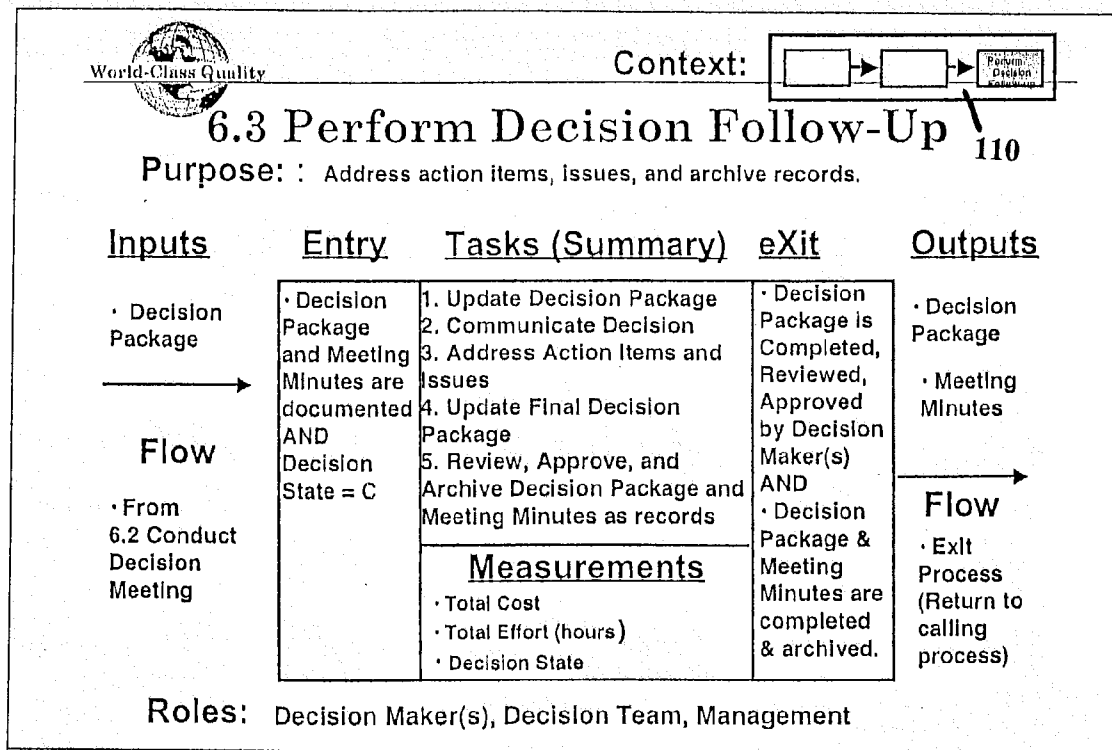 World-Class Quality
Context:
Perform
Decision
Follow-up
6.3 Perform Decision Follow-Up
110
Purpose: : Address action items, issues, and archive records.
Inputs
· Decision
Package
Flow
· From
6.2 Conduct
Decision
Meeting
Entry
· Decision
Package
and Meeting
Minutes are
documented
AND
Decision
State = C
Tasks (Summary)
1. Update Decision Package
2. Communicate Decision
3. Address Action Items and
Issues
4. Update Final Decision
Package
5. Review, Approve, and
Archive Decision Package and
Meeting Minutes as records
Measurements
· Total Cost
· Total Effort (hours)
· Decision State
eXit
· Decision
Package is
Completed,
Reviewed,
Approved
by Decision
Maker(s)
AND
· Decision
Package &
Meeting
Minutes are
completed
& archived.
Outputs
· Decision
Package
· Meeting
Minutes
Flow
· Exit
Process
(Return to
calling
process)
Roles: Decision Maker(s), Decision Team, Management